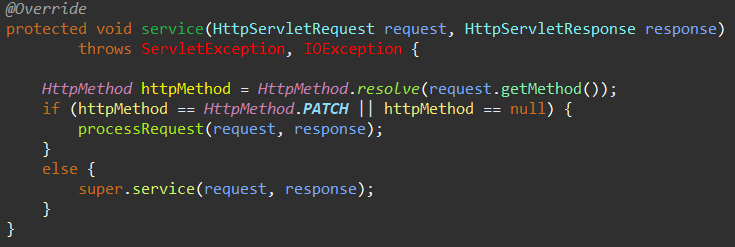 @Override
protected void service(HttpServletRequest request, HttpServletResponse response)
        throws ServletException, IOException {

    HttpMethod httpMethod = HttpMethod.resolve(request.getMethod());
    if (httpMethod == HttpMethod.PATCH || httpMethod == null) {
        processRequest(request, response);
    }
    else {
        super.service(request, response);
    }
}